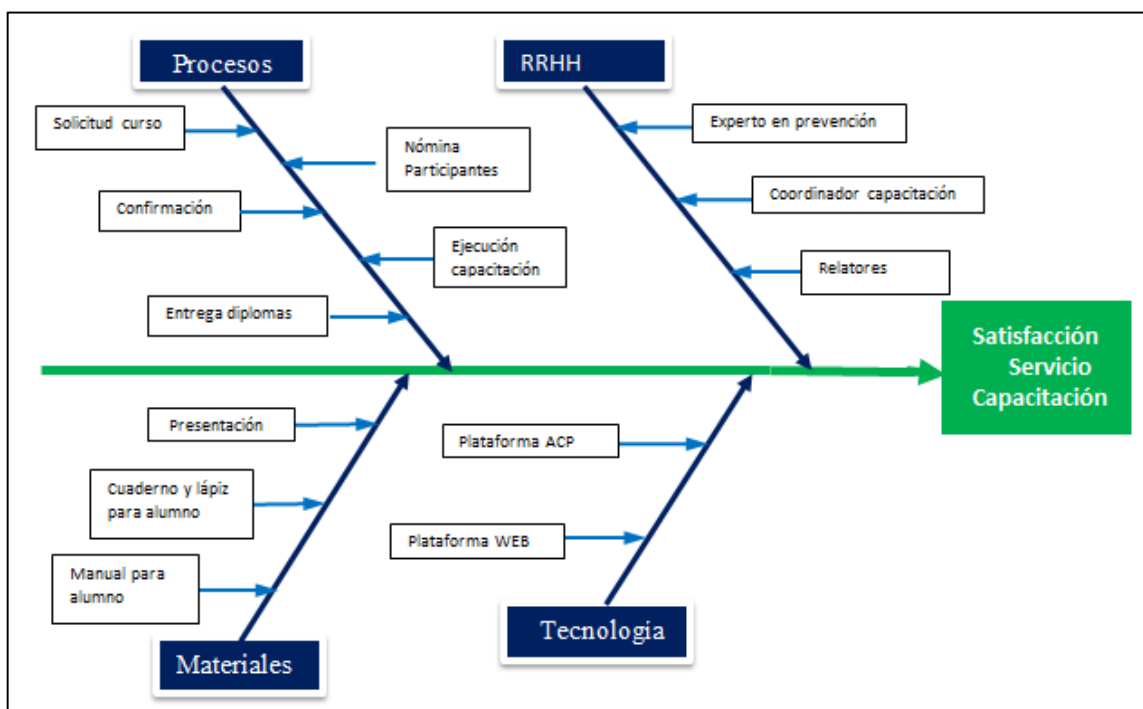 Procesos
RRHH
Solicitud curso
Nómina
Participantes
Confirmación
Ejecución
capacitación
Entrega diplomas
Experto en prevención
Coordinador capacitación
Relatores
Satisfacción
Servicio
Capacitación
Presentación
Cuaderno y lápiz
para alumno
Manual para
alumno
Plataforma ACP
Plataforma WEB
Materiales
Tecnología